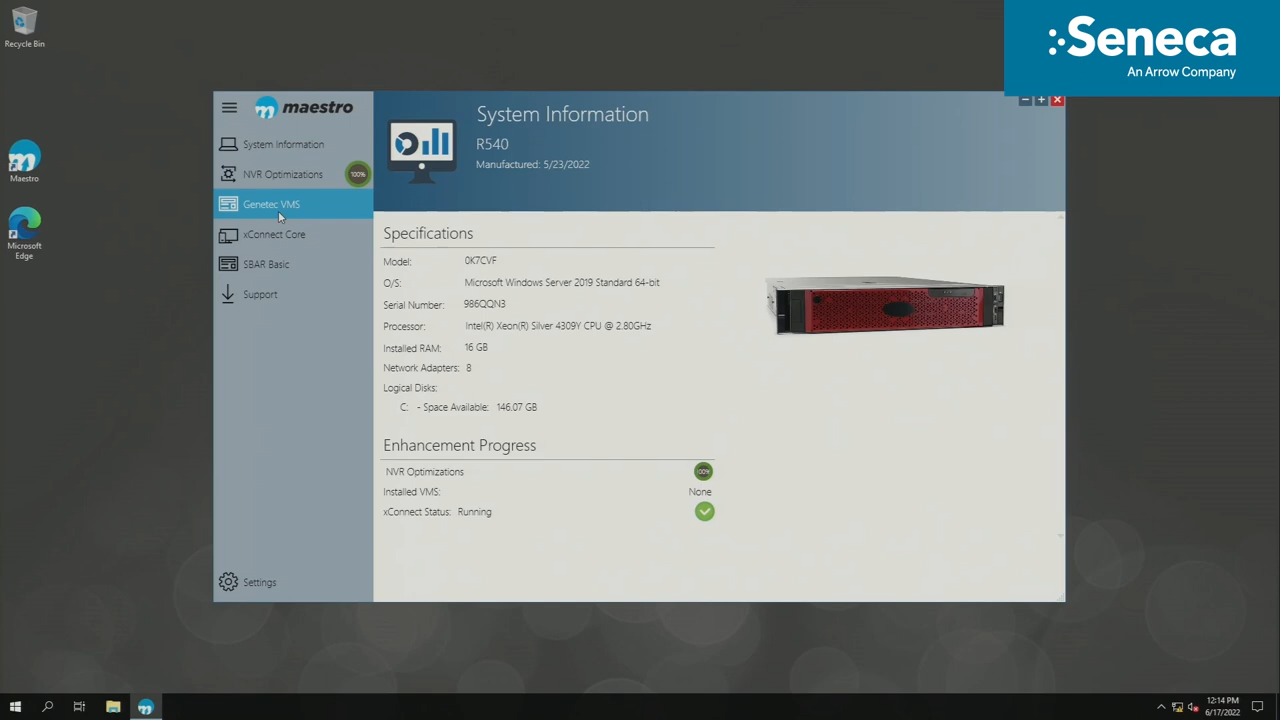 Recycle Bin
Maestro
Microsoft
Edge
:Seneca
An Arrow Company
maestro
System Information
NVR Optimizations
100%
Genetec VMS
xConnect Core
SBAR Basic
Support
Settings
System Information
R540
Manufactured: 5/23/2022
Specifications
Model: 0K7CVF
O/S: Microsoft Windows Server 2019 Standard 64-bit
Serial Number: 986QQN3
Processor: Intel(R) Xeon(R) Silver 4309Y CPU @ 2.80GHz
Installed RAM: 16 GB
Network Adapters: 8
Logical Disks:
C: - Space Available: 146.07 GB
Enhancement Progress
NVR Optimizations 100%
Installed VMS: None
xConnect Status: Running
12:14 PM
6/17/2022